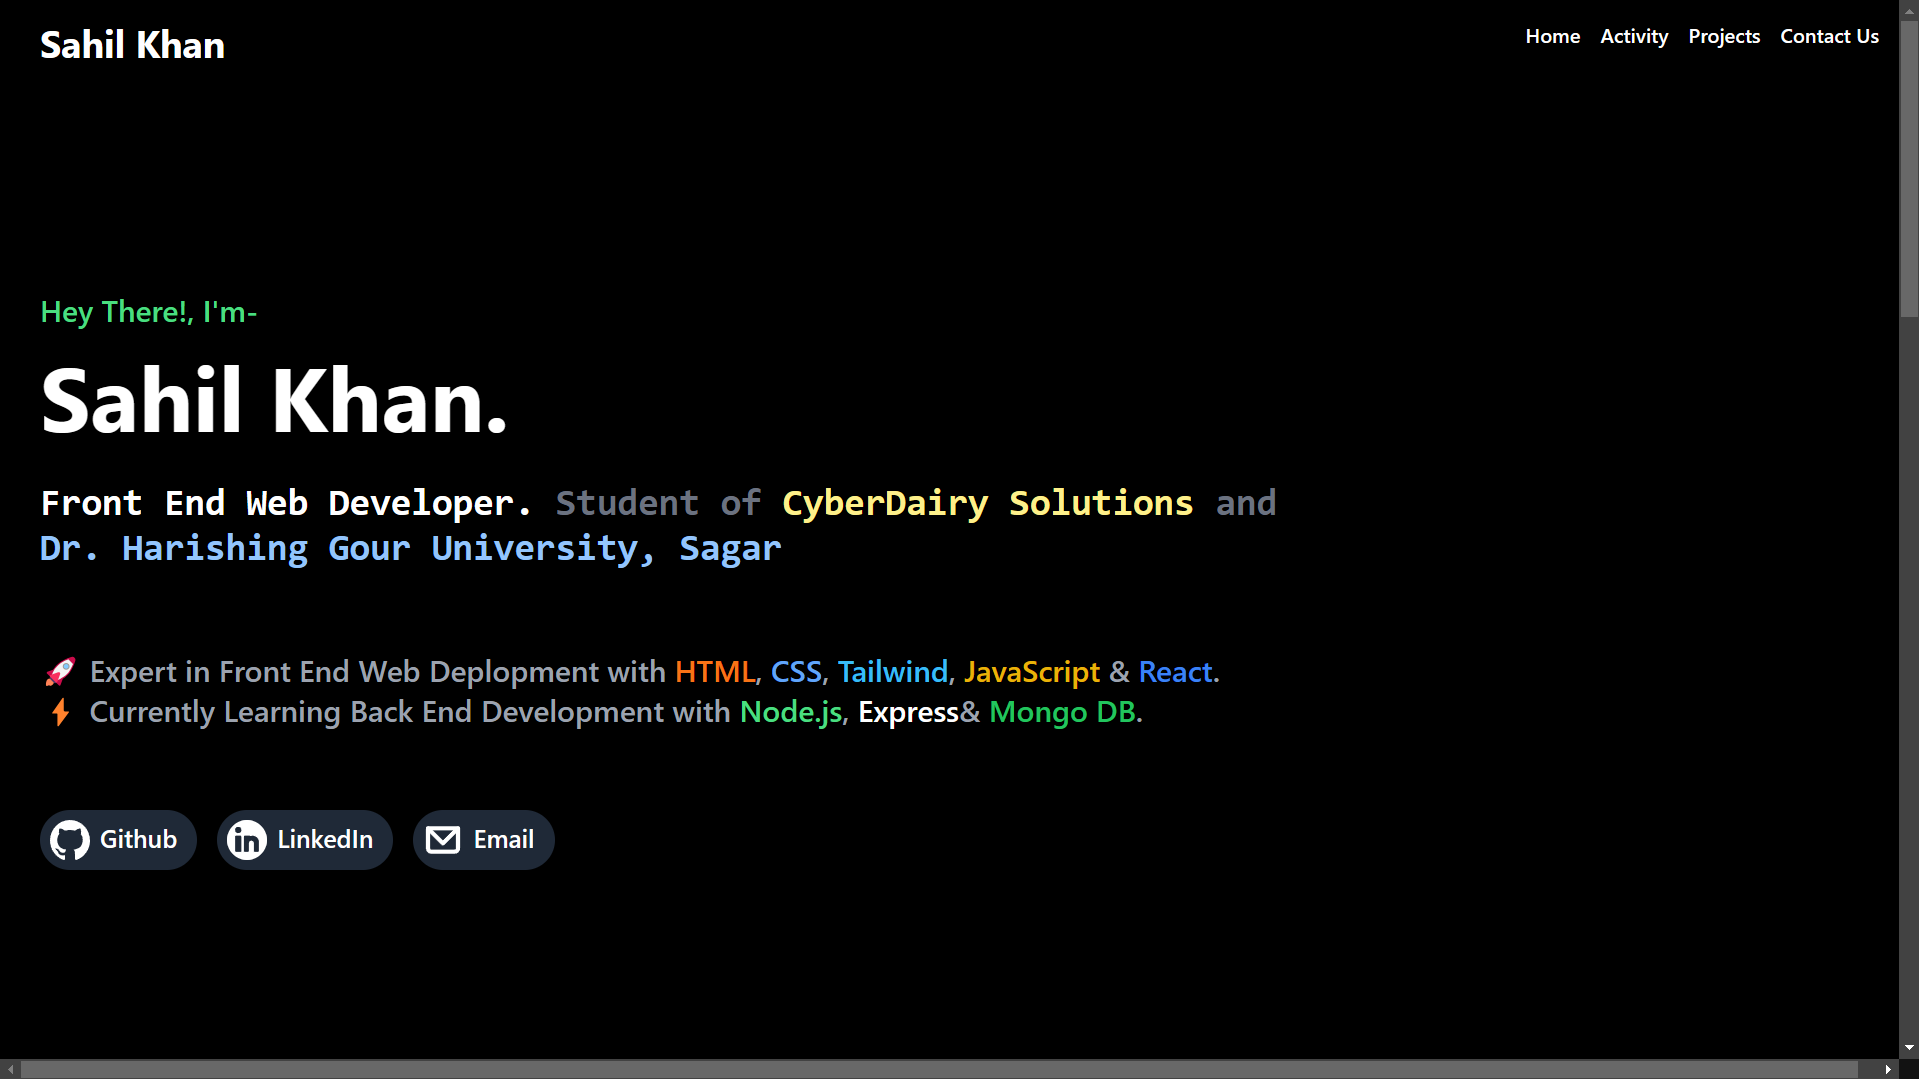 Sahil Khan
Home Activity Projects Contact Us
Hey There!, I'm-
Sahil Khan.
Front End Web Developer. Student of CyberDairy Solutions and
Dr. Harishing Gour University, Sagar
🚀 Expert in Front End Web Deplopment with HTML, CSS, Tailwind, JavaScript & React.
⚡ Currently Learning Back End Development with Node.js, Express& Mongo DB.
Github LinkedIn Email